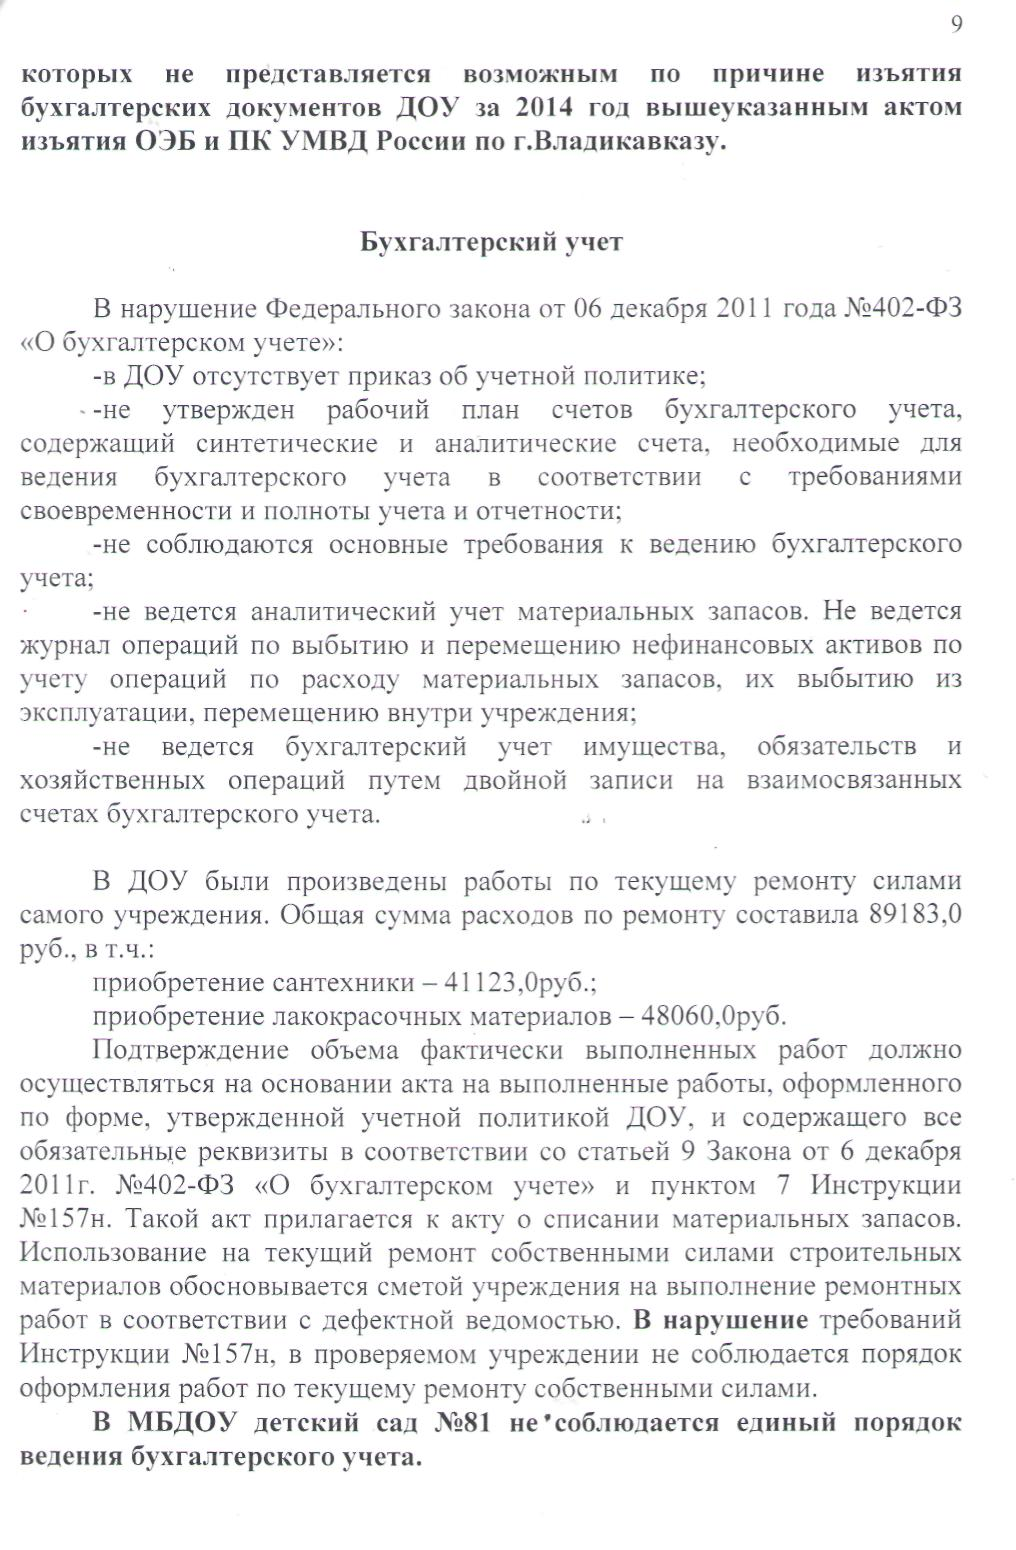 9
которых не представляется возможным по причине изъятия
бухгалтерских документов ДОУ за 2014 год вышеуказанным актом
изъятия ОЭБ и ПК УМВД России по г.Владикавказу.
Бухгалтерский учет
В нарушение Федерального закона от 06 декабря 2011 года №402-ФЗ
«О бухгалтерском учете»:
-в ДОУ отсутствует приказ об учетной политике;
-не утвержден рабочий план счетов бухгалтерского учета,
содержащий синтетические и аналитические счета, необходимые для
ведения бухгалтерского учета в соответствии с требованиями
своевременности и полноты учета и отчетности;
-не соблюдаются основные требования к ведению бухгалтерского
учета;
-не ведется аналитический учет материальных запасов. Не ведется
журнал операций по выбытию и перемещению нефинансовых активов по
учету операций по расходу материальных запасов, их выбытию из
эксплуатации, перемещению внутри учреждения;
-не ведется бухгалтерский учет имущества, обязательств и
хозяйственных операций путем двойной записи на взаимосвязанных
счетах бухгалтерского учета.
В ДОУ были произведены работы по текущему ремонту силами
самого учреждения. Общая сумма расходов по ремонту составила 89183,0
руб., в т.ч.:
приобретение сантехники – 41123,0руб.;
приобретение лакокрасочных материалов – 48060,0руб.
Подтверждение объема фактически выполненных работ должно
осуществляться на основании акта на выполненные работы, оформленного
по форме, утвержденной учетной политикой ДОУ, и содержащего все
обязательные реквизиты в соответствии со статьей 9 Закона от 6 декабря
2011г. №402-ФЗ «О бухгалтерском учете» и пунктом 7 Инструкции
№157н. Такой акт прилагается к акту о списании материальных запасов.
Использование на текущий ремонт собственными силами строительных
материалов обосновывается сметой учреждения на выполнение ремонтных
работ в соответствии с дефектной ведомостью. В нарушение требований
Инструкции №157н, в проверяемом учреждении не соблюдается порядок
оформления работ по текущему ремонту собственными силами.
В МБДОУ детский сад №81 не соблюдается единый порядок
ведения бухгалтерского учета.